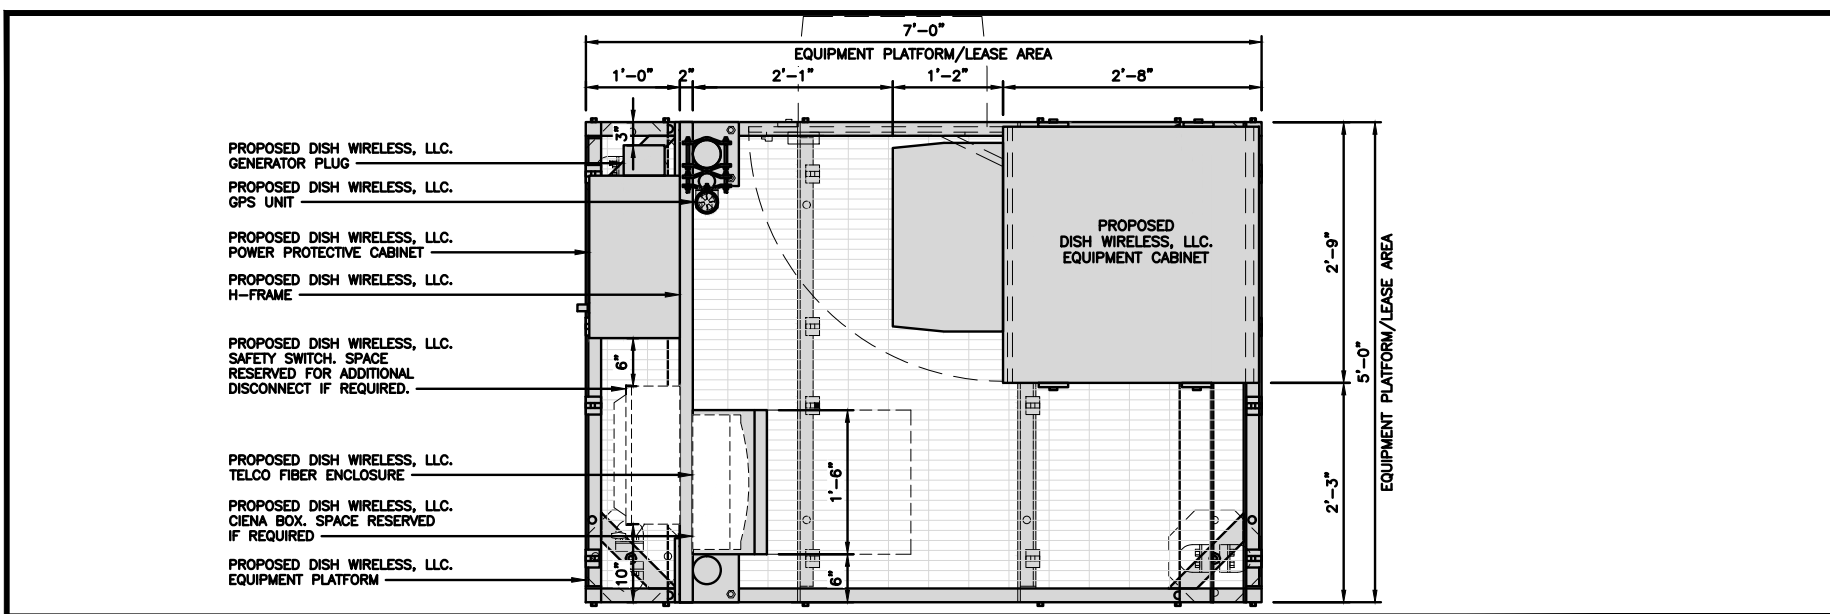 7'-0"
EQUIPMENT PLATFORM/LEASE AREA
1'-0" 2" 2'-1" 1'-2" 2'-8"
3"
PROPOSED DISH WIRELESS, LLC.
GENERATOR PLUG
PROPOSED DISH WIRELESS, LLC.
GPS UNIT
PROPOSED DISH WIRELESS, LLC.
POWER PROTECTIVE CABINET
PROPOSED DISH WIRELESS, LLC.
H-FRAME
PROPOSED DISH WIRELESS, LLC.
SAFETY SWITCH. SPACE
RESERVED FOR ADDITIONAL
DISCONNECT IF REQUIRED.
PROPOSED DISH WIRELESS, LLC.
TELCO FIBER ENCLOSURE
PROPOSED DISH WIRELESS, LLC.
CIENA BOX. SPACE RESERVED
IF REQUIRED
PROPOSED DISH WIRELESS, LLC.
EQUIPMENT PLATFORM
6"
10"
1'-6"
6"
PROPOSED
DISH WIRELESS, LLC.
EQUIPMENT CABINET
2'-9"
2'-3"
5'-0"
EQUIPMENT PLATFORM/LEASE AREA